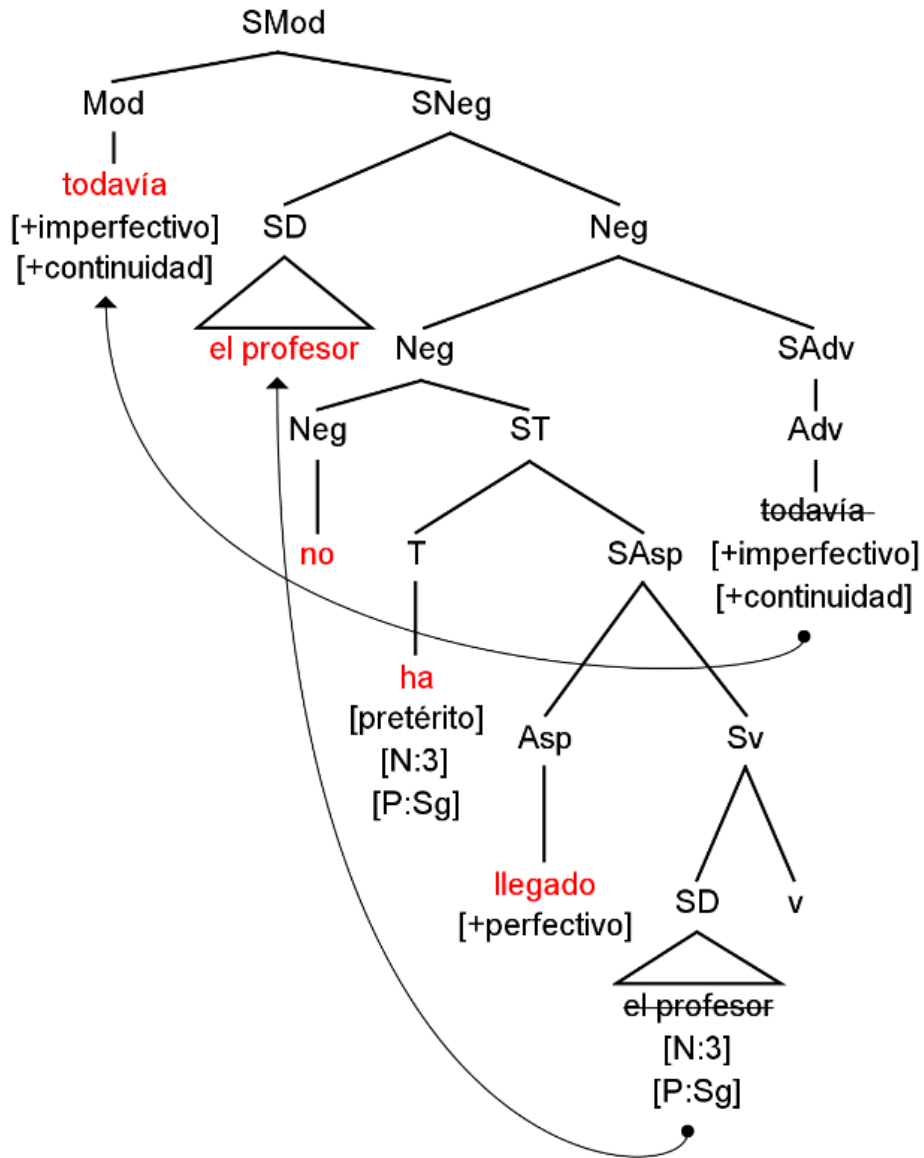 SMod
Mod SNeg
todavía
[+imperfectivo] SD Neg
[+continuidad]
el profesor Neg SAdv
Neg ST Adv
todavía
no T SAsp [+imperfectivo]
[+continuidad]
ha
[pretérito] Asp Sv
[N:3]
[P:Sg]
llegado SD v
[+perfectivo]
el profesor
[N:3]
[P:Sg]